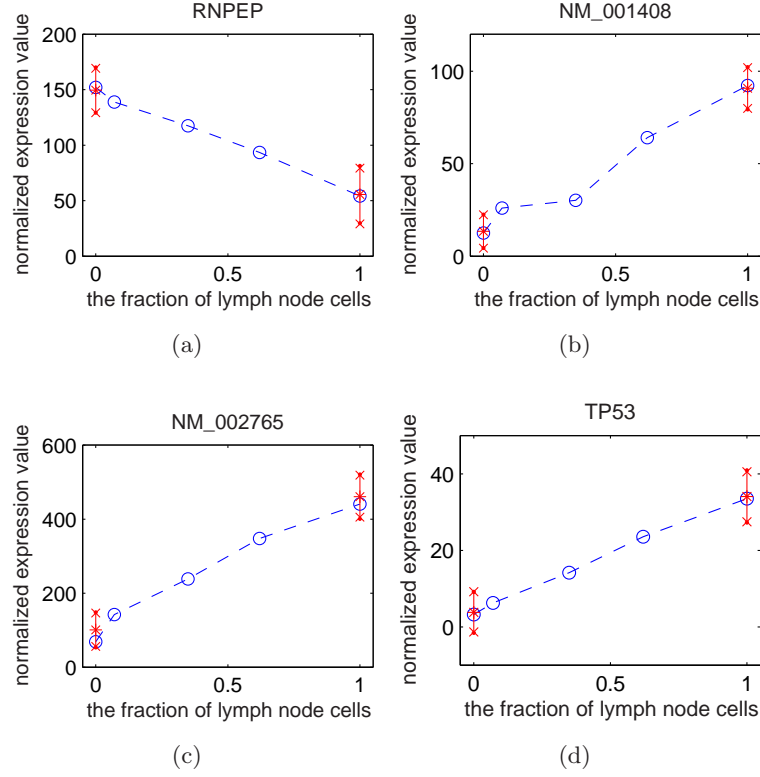 RNPEP
normalized expression value
200
150
100
50
0
0 0.5 1
the fraction of lymph node cells
(a)
NM_001408
normalized expression value
100
50
0
0 0.5 1
the fraction of lymph node cells
(b)
NM_002765
normalized expression value
600
400
200
0
0 0.5 1
the fraction of lymph node cells
(c)
TP53
normalized expression value
40
20
0
0 0.5 1
the fraction of lymph node cells
(d)